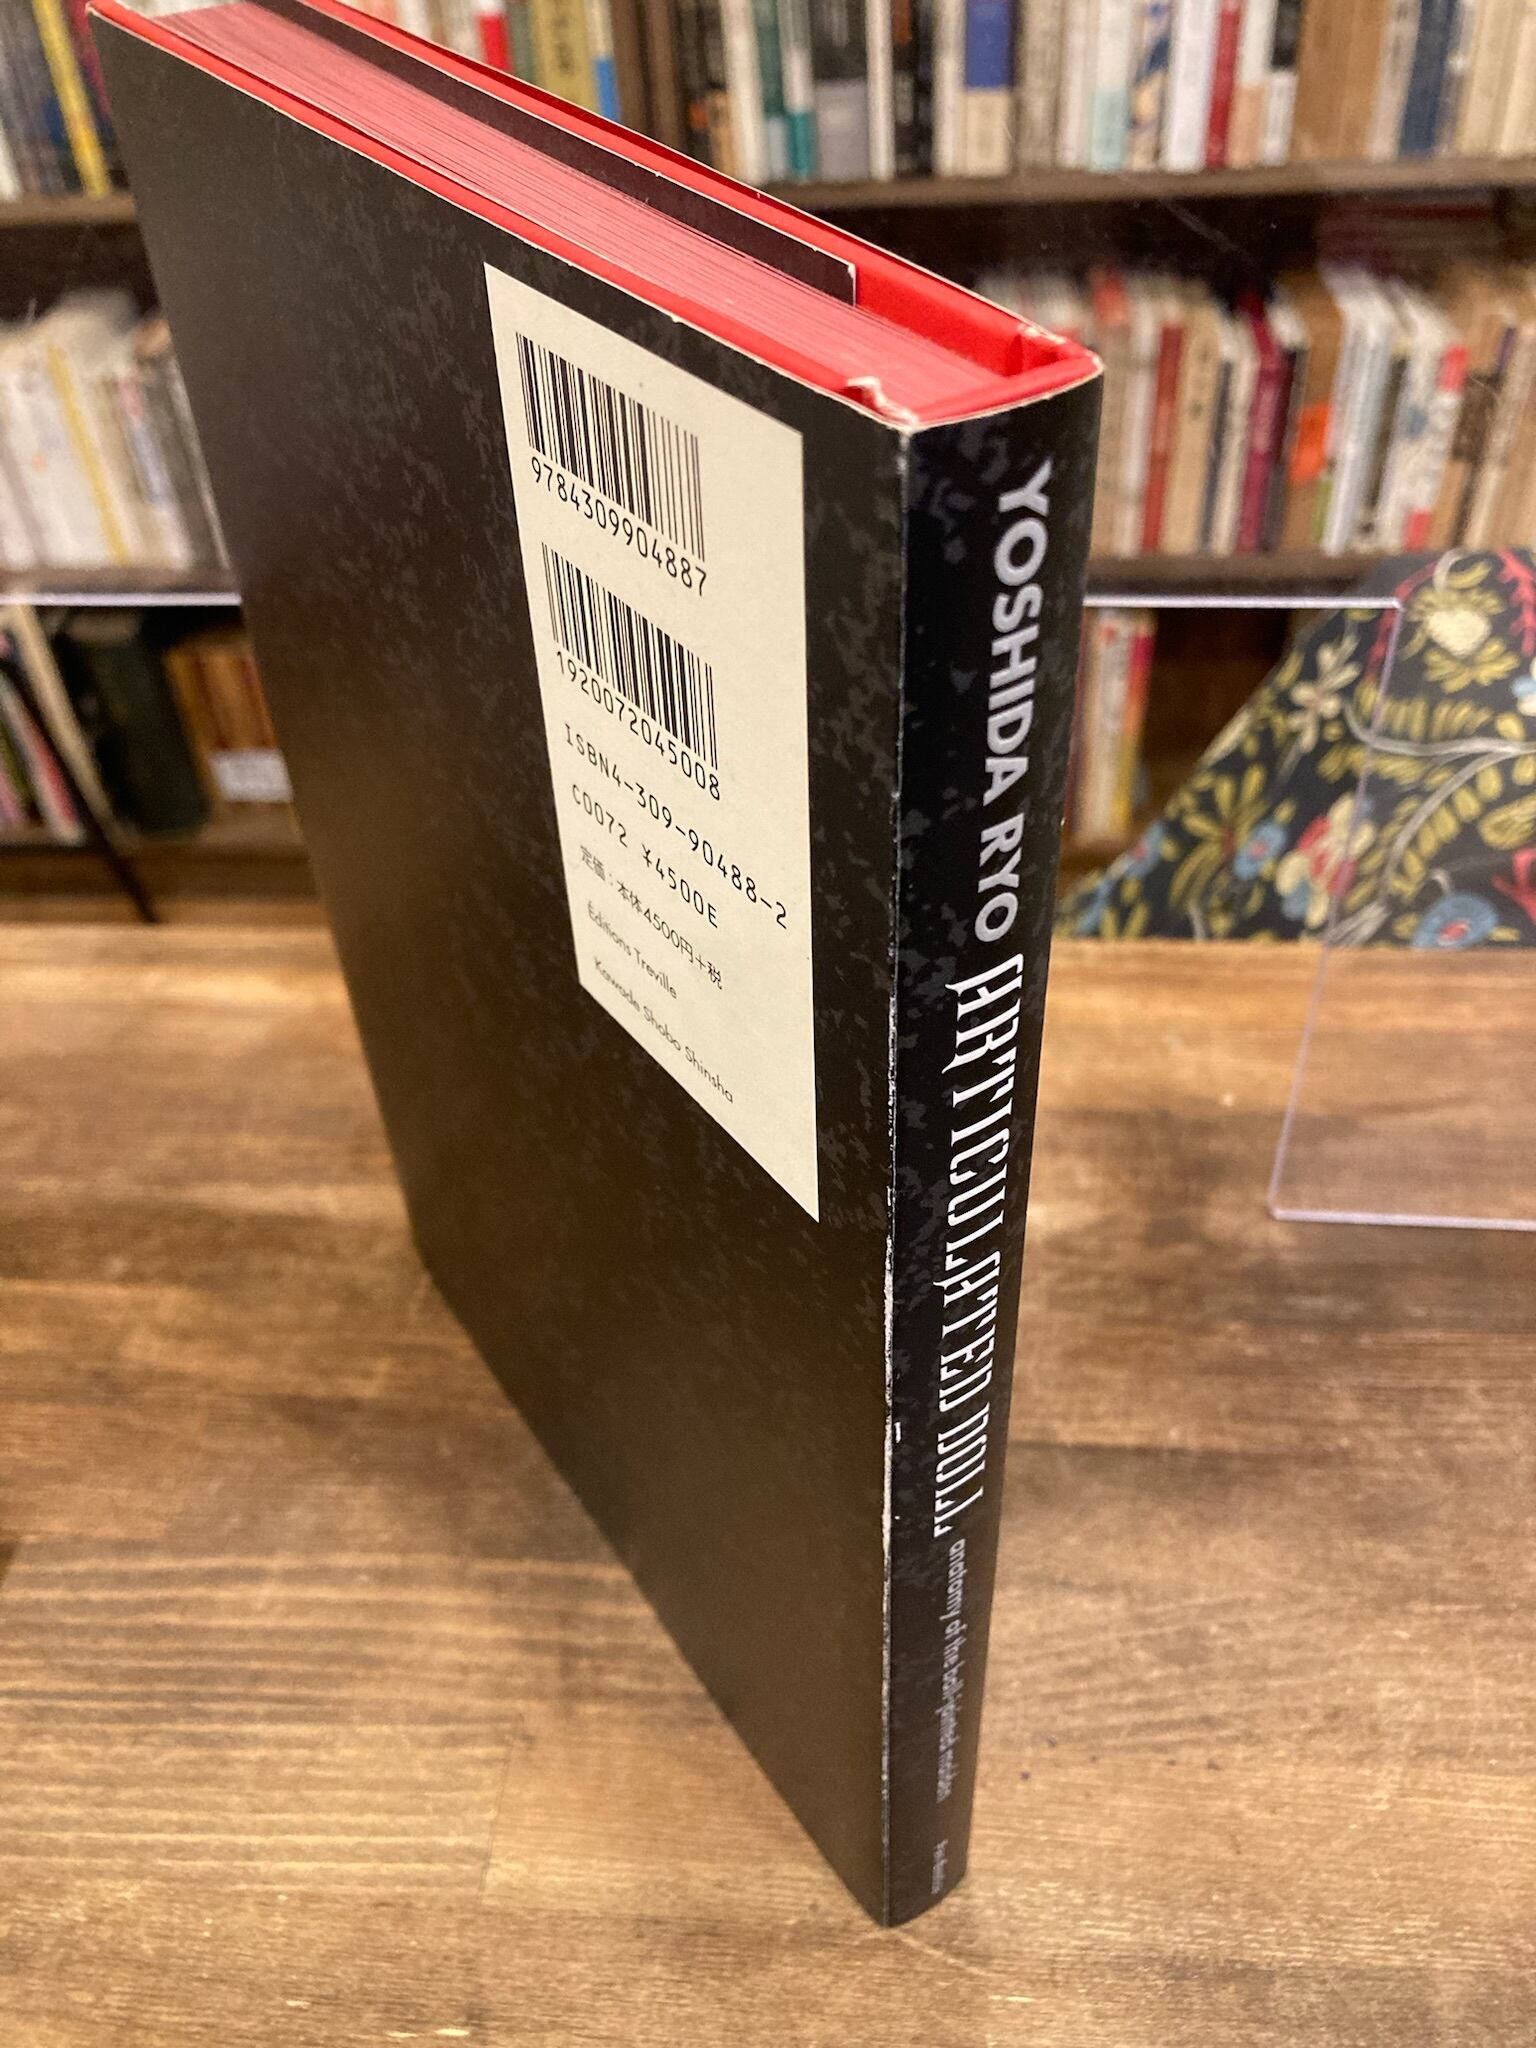 9784309904887
1920072045008
ISBN4-309-90488-2
C0072 ¥4500E
定価：本体4500円＋税
Éditions Treville
Kawade Shobo Shinsha
YOSHIDA RYO ARTICULATED DOLL anatomy of the ball-jointed maiden